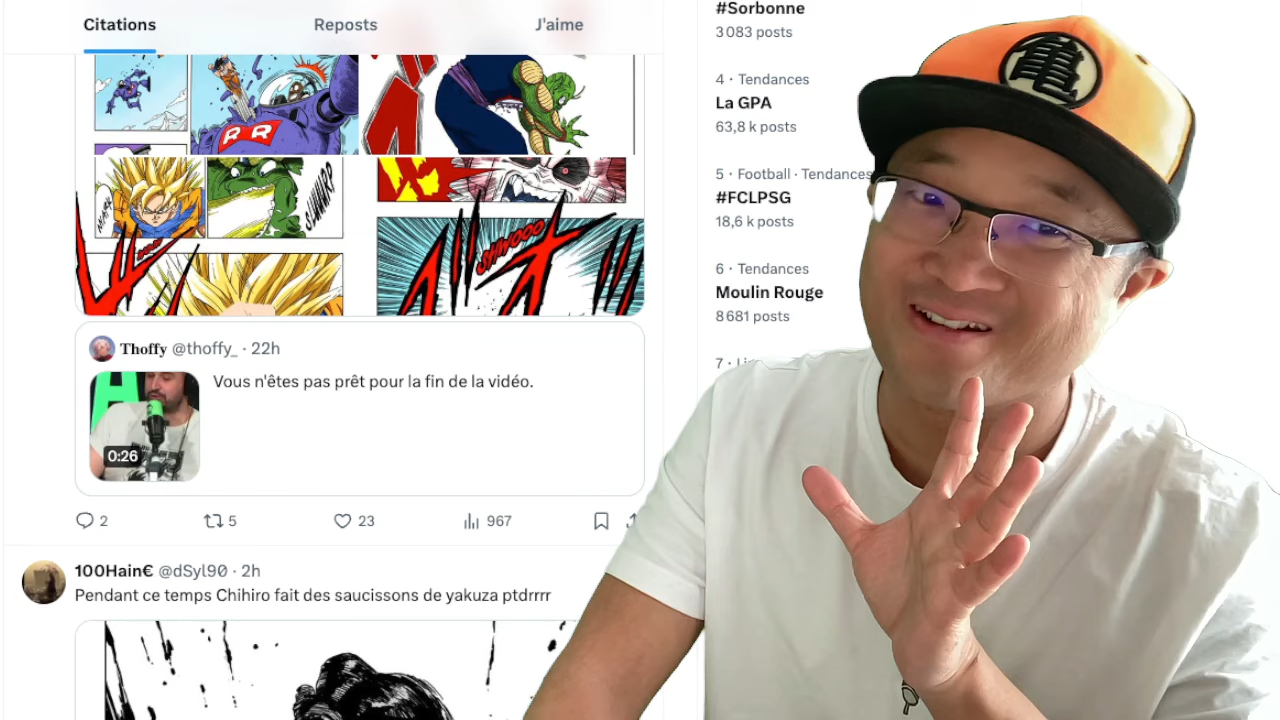 Citations
Reposts
J'aime
RR
SHWOOO
Thoffy @thoffy_ · 22h
Vous n'êtes pas prêt pour la fin de la vidéo.
0:26
2
5
23
967
100Hain€ @dSyl90 · 2h
Pendant ce temps Chihiro fait des saucissons de yakuza ptdrrrr
#Sorbonne
3 083 posts
4 · Tendances
La GPA
63,8 k posts
5 · Football · Tendances
#FCLPSG
18,6 k posts
6 · Tendances
Moulin Rouge
8 681 posts
7 ·
亀